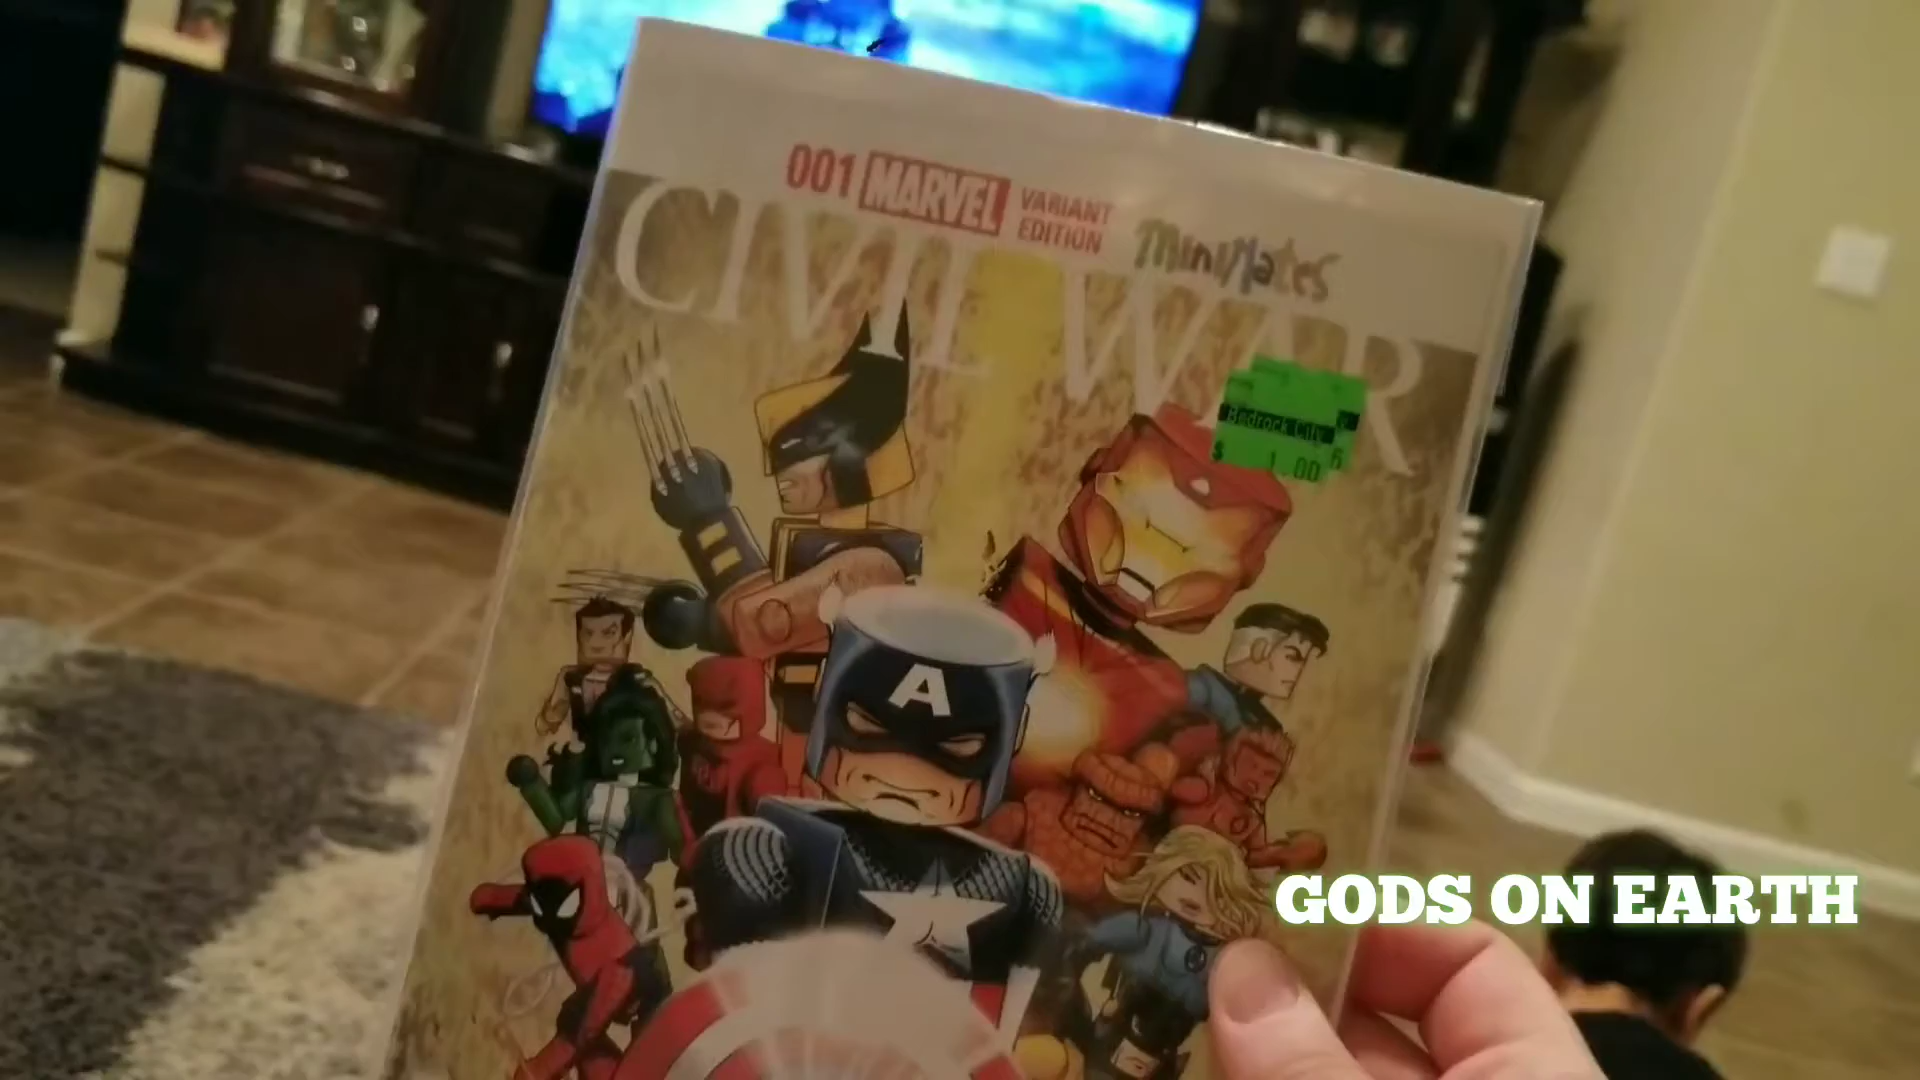 001 MARVEL VARIANT EDITION
MiniMates
CIVIL WAR
Bedrock City
$ 1.00
A
GODS ON EARTH